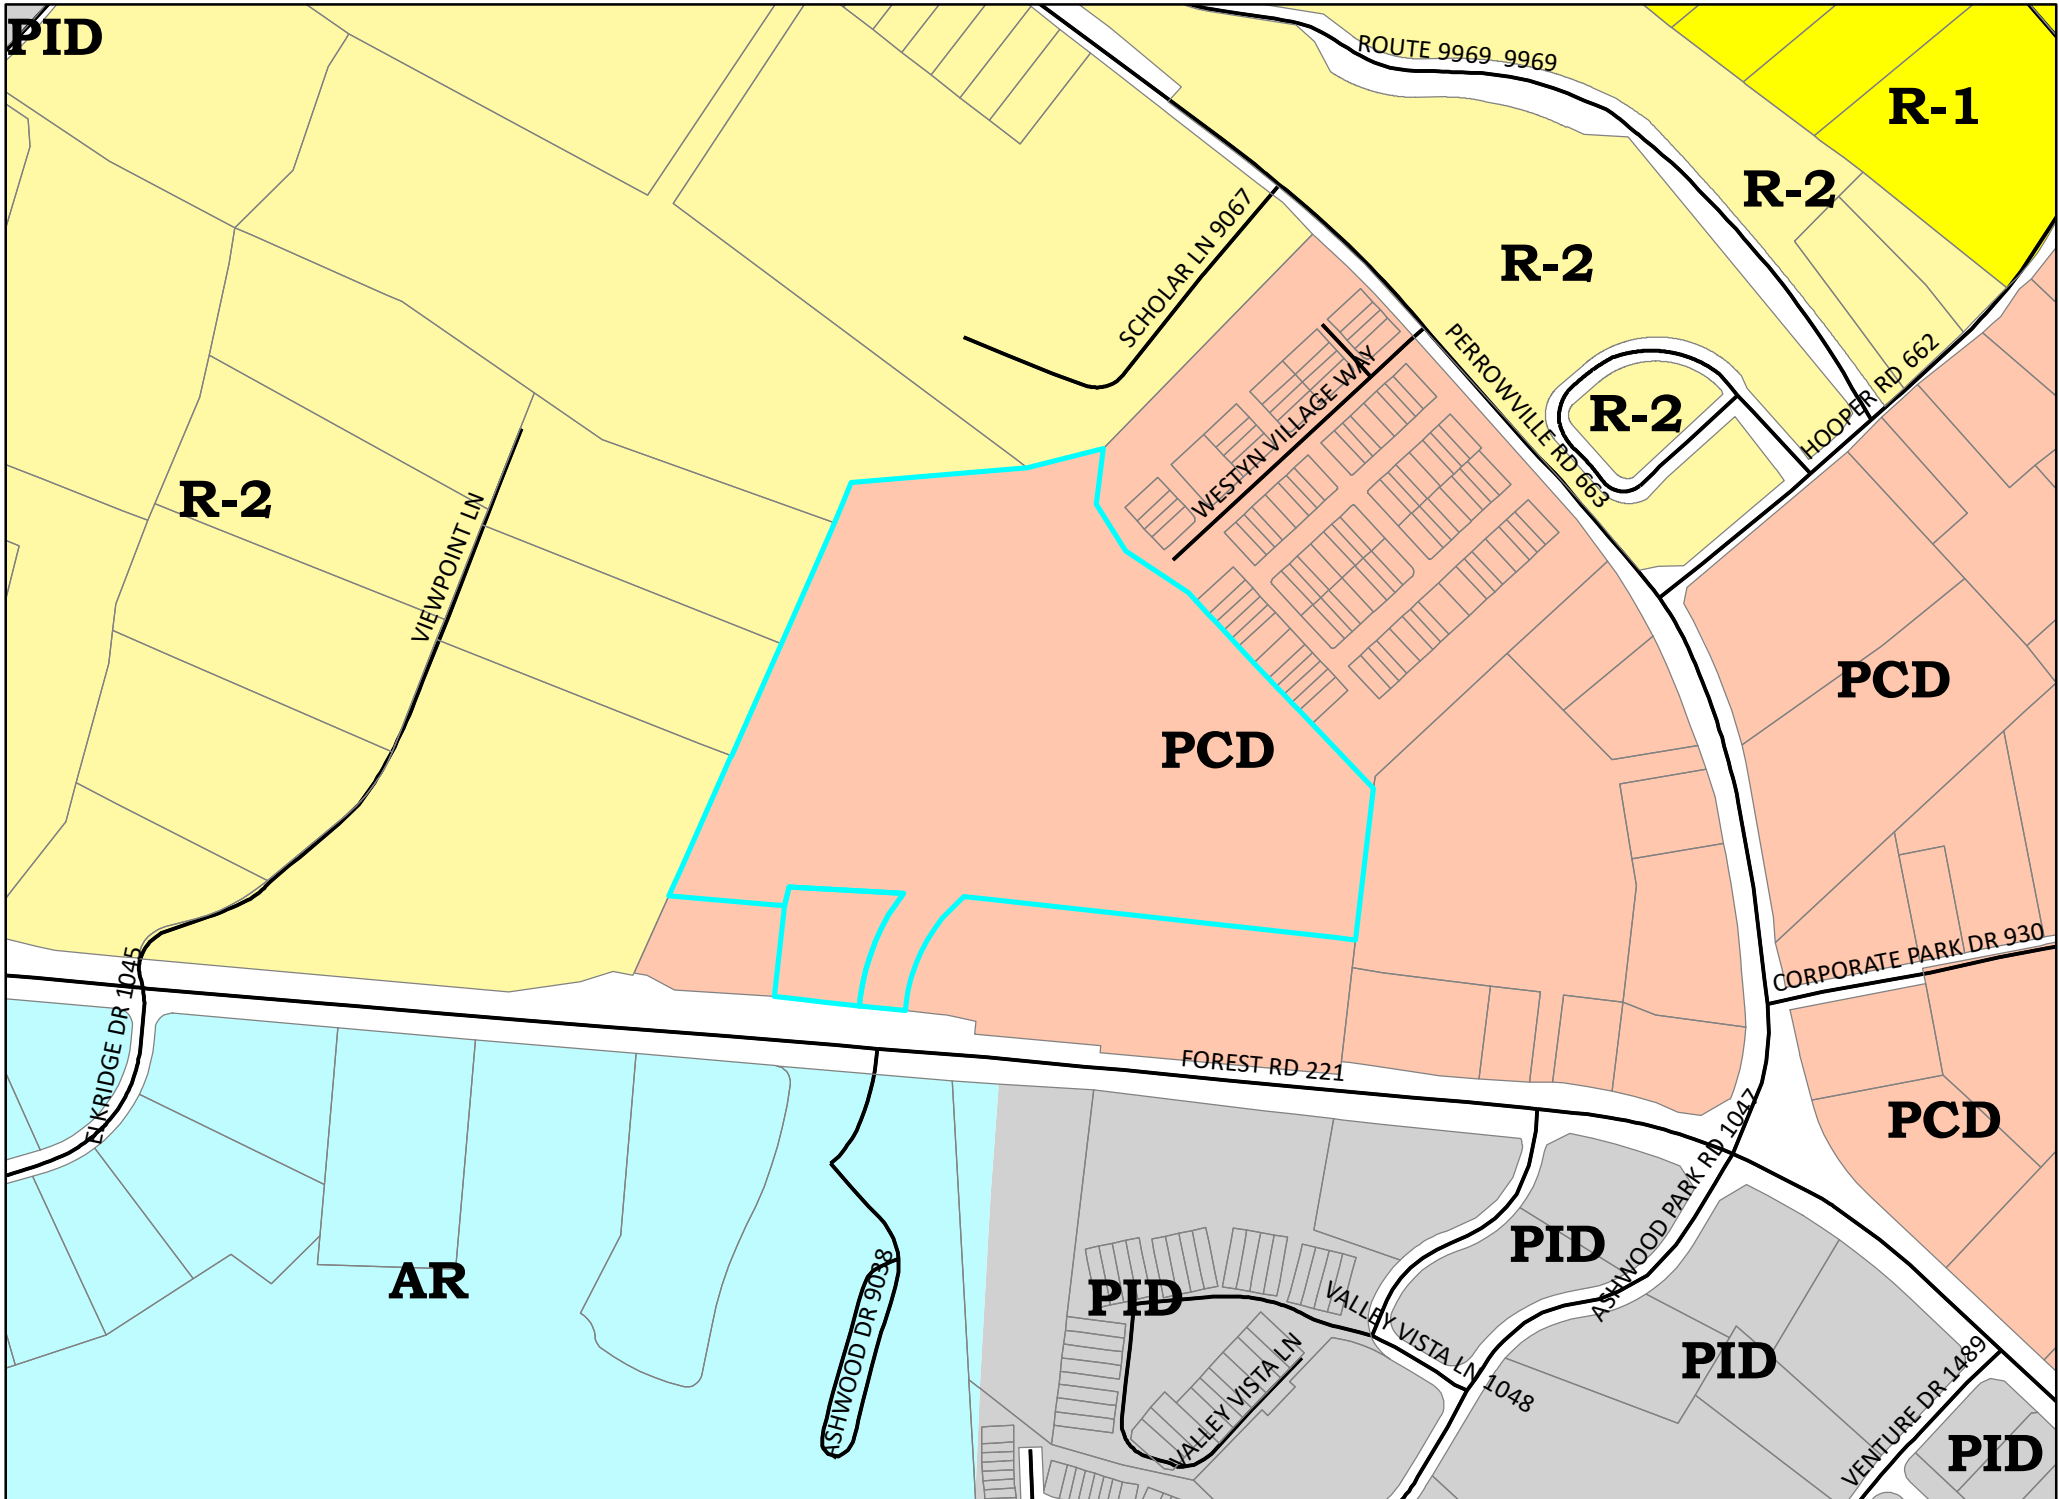 PID
ROUTE 9969 9969
R-1
R-2
SCHOLAR LN 9067
R-2
PERROWVILLE RD 663
HOOPER RD 662
WESTYN VILLAGE WAY
R-2
R-2
VIEWPOINT LN
PCD
PCD
ELKRIDGE DR 1045
CORPORATE PARK DR 930
FOREST RD 221
PCD
ASHWOOD PARK RD 1047
PID
AR
ASHWOOD DR 9038
PID
VALLEY VISTA LN 1048
PID
VALLEY VISTA LN
VENTURE DR 1489
PID